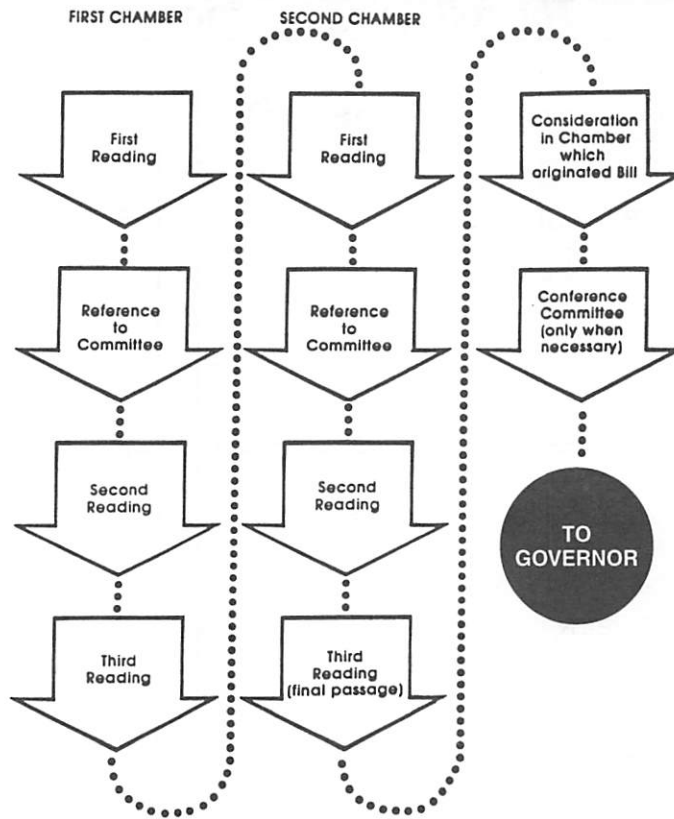 FIRST CHAMBER
First
Reading
Reference
to
Committee
Second
Reading
Third
Reading
SECOND CHAMBER
First
Reading
Reference
to
Committee
Second
Reading
Third
Reading
(final passage)
Consideration
in Chamber
which
originated Bill
Conference
Committee
(only when
necessary)
TO
GOVERNOR